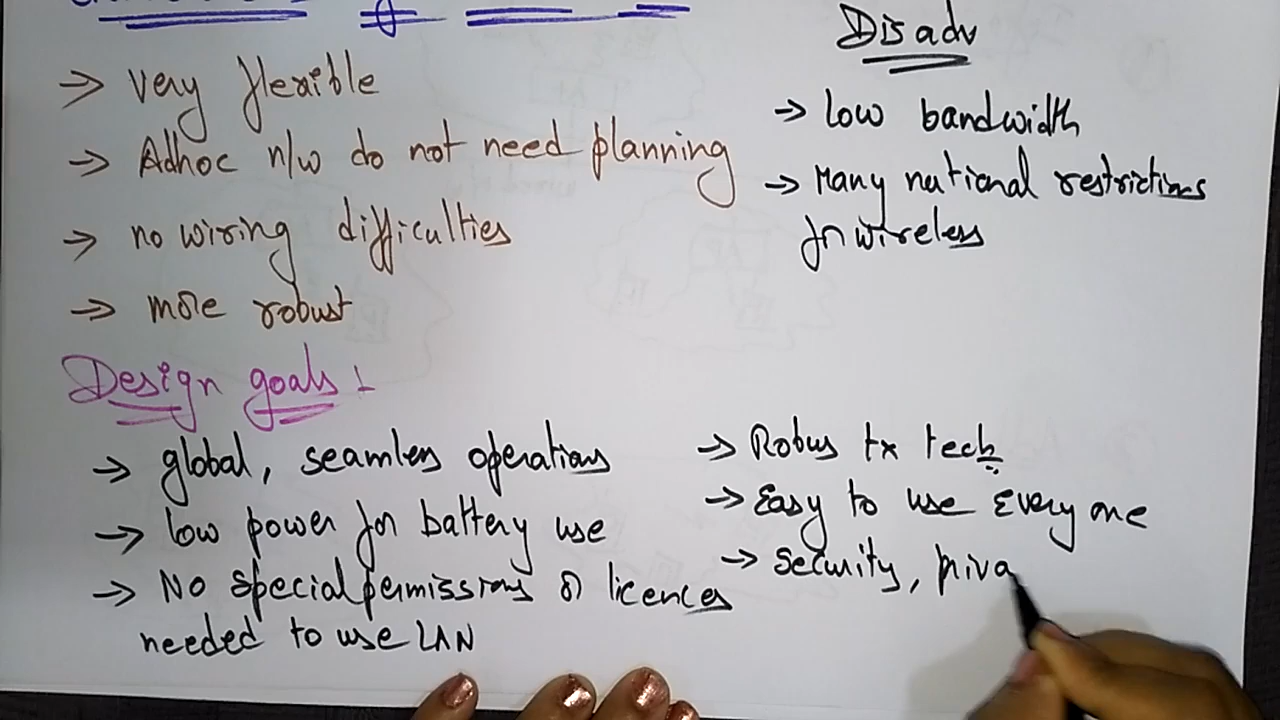 Disadv
→ very flexible
→ Adhoc n/w do not need planning
→ no wiring difficulties
→ more robust
→ low bandwidth
→ Many national restrictions
for wireless
Design goals :
→ global, seamless operations
→ low power for battery use
→ No special permissions or licences
needed to use LAN
→ Robus tx tech
→ Easy to use Every one
→ security, priva